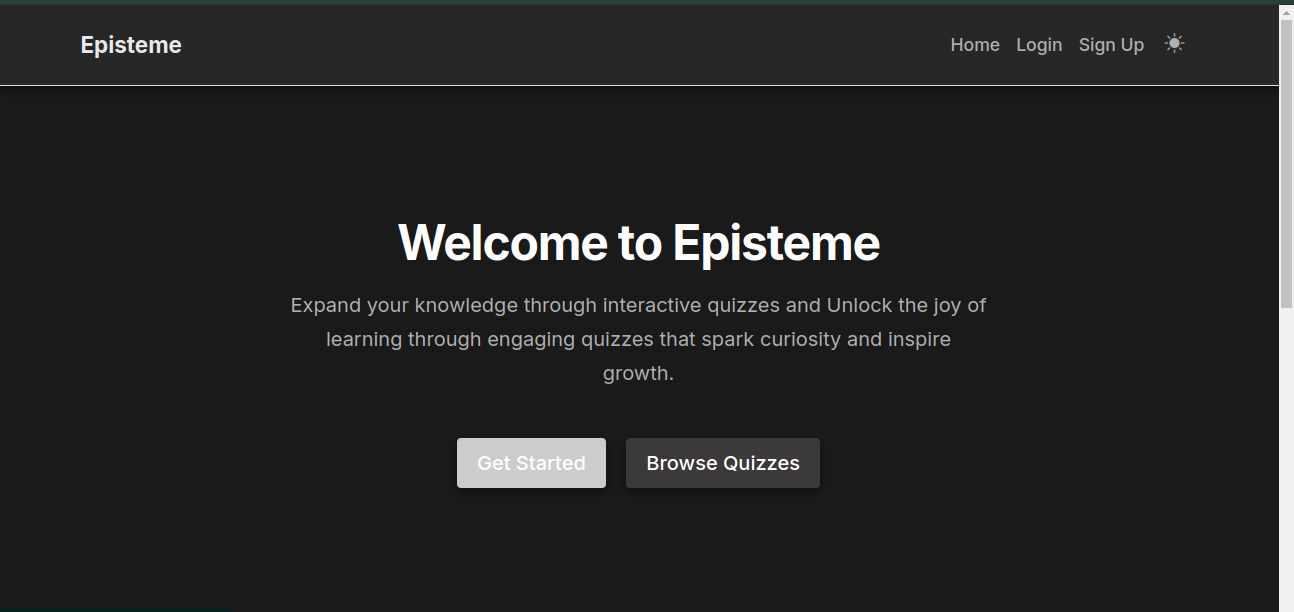 Episteme
Home Login Sign Up
Welcome to Episteme
Expand your knowledge through interactive quizzes and Unlock the joy of
learning through engaging quizzes that spark curiosity and inspire
growth.
Get Started Browse Quizzes